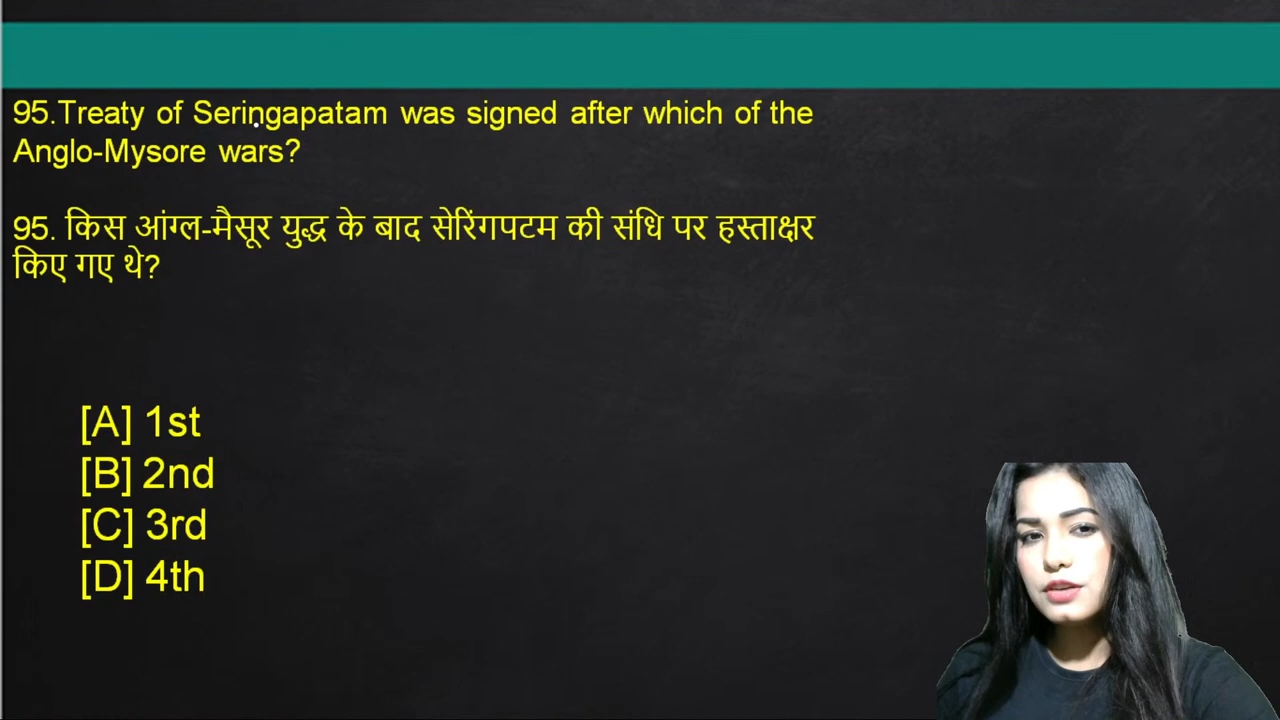 95.Treaty of Seringapatam was signed after which of the
Anglo-Mysore wars?
95. किस आंग्ल-मैसूर युद्ध के बाद सेरिंगपटम की संधि पर हस्ताक्षर
किए गए थे?
[A] 1st
[B] 2nd
[C] 3rd
[D] 4th